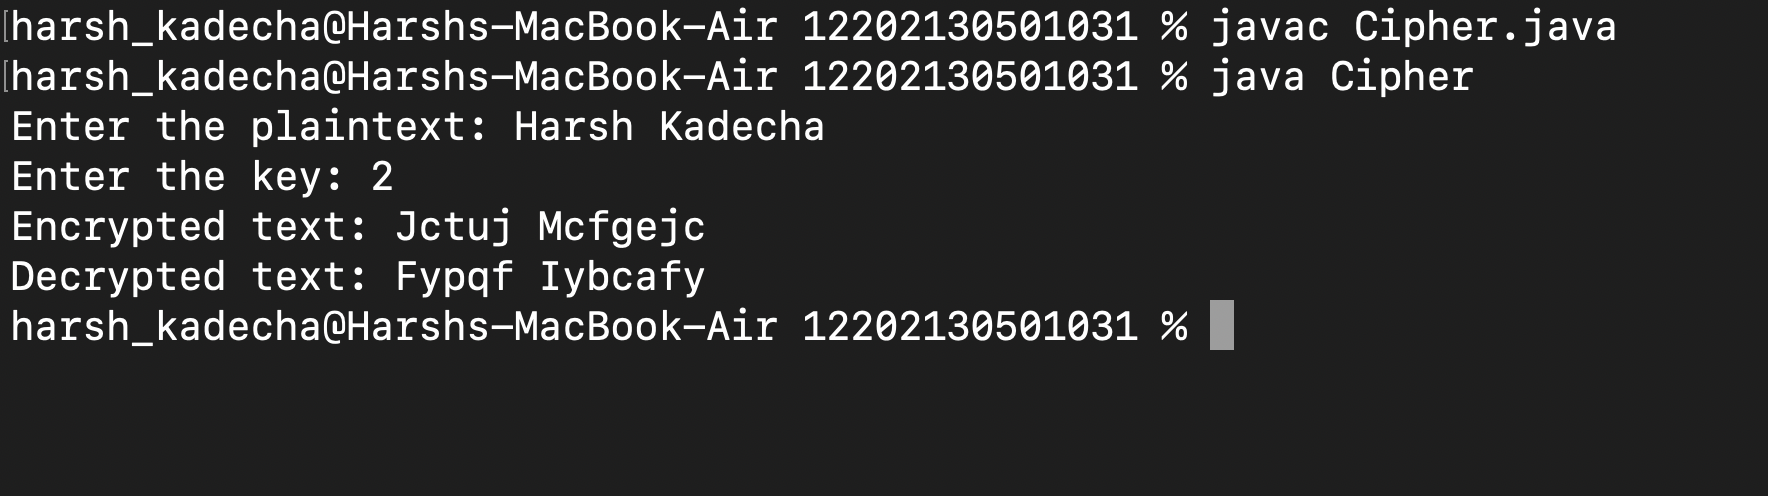 [harsh_kadecha@Harshs-MacBook-Air 12202130501031 % javac Cipher.java
[harsh_kadecha@Harshs-MacBook-Air 12202130501031 % java Cipher
Enter the plaintext: Harsh Kadecha
Enter the key: 2
Encrypted text: Jctuj Mcfgejc
Decrypted text: Fypqf Iybcafy
harsh_kadecha@Harshs-MacBook-Air 12202130501031 %